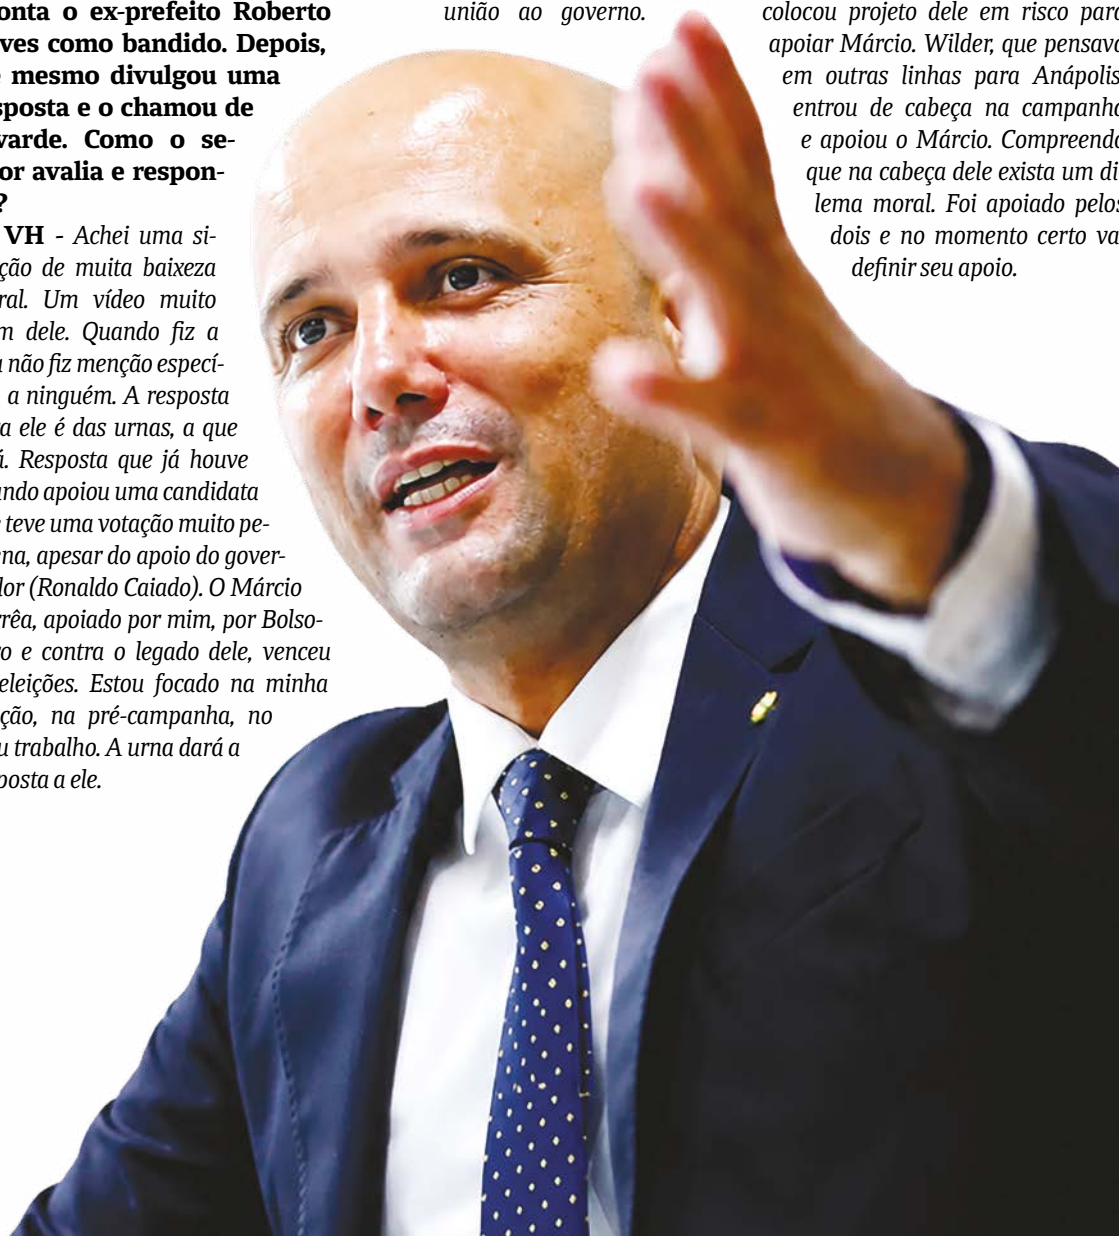 onta o ex-prefeito Roberto
ves como bandido. Depois,
e mesmo divulgou uma
sposta e o chamou de
varde. Como o se-
or avalia e respon-
?
VH - Achei uma si-
ção de muita baixeza
ral. Um vídeo muito
m dele. Quando fiz a
a não fiz menção especí-
a ninguém. A resposta
a ele é das urnas, a que
á. Resposta que já houve
ando apoiou uma candidata
e teve uma votação muito pe-
ena, apesar do apoio do gover-
dor (Ronaldo Caiado). O Márcio
rrêa, apoiado por mim, por Bolso-
ro e contra o legado dele, venceu
eleições. Estou focado na minha
ção, na pré-campanha, no
u trabalho. A urna dará a
posta a ele.
união ao governo.
colocou projeto dele em risco para
apoiar Márcio. Wilder, que pensava
em outras linhas para Anápolis
entrou de cabeça na campanha
e apoiou o Márcio. Compreendo
que na cabeça dele exista um di-
lema moral. Foi apoiado pelos
dois e no momento certo va
definir seu apoio.